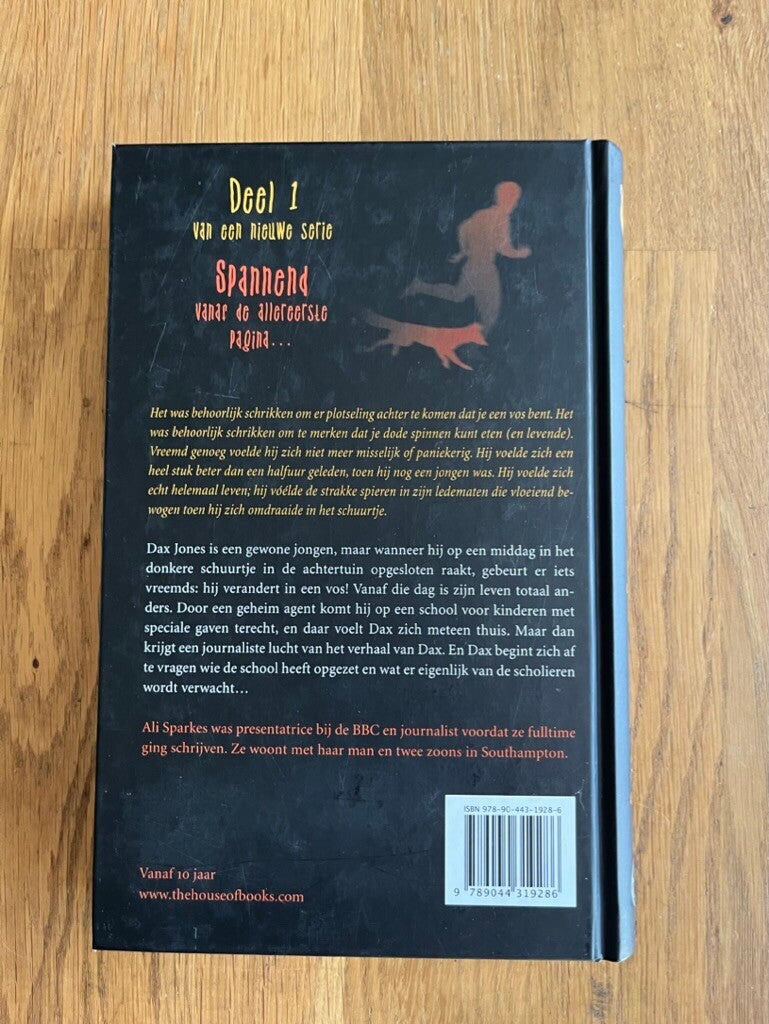 Deel 1
van een nieuwe serie
Spannend
vanaf de allereerste
pagina...
Het was behoorlijk schrikken om er plotseling achter te komen dat je een vos bent. Het
was behoorlijk schrikken om te merken dat je dode spinnen kunt eten (en levende).
Vreemd genoeg voelde hij zich niet meer misselijk of paniekerig. Hij voelde zich een
heel stuk beter dan een halfuur geleden, toen hij nog een jongen was. Hij voelde zich
echt helemaal leven; hij vóélde de strakke spieren in zijn ledematen die vloeiend be-
wogen toen hij zich omdraaide in het schuurtje.
Dax Jones is een gewone jongen, maar wanneer hij op een middag in het
donkere schuurtje in de achtertuin opgesloten raakt, gebeurt er iets
vreemds: hij verandert in een vos! Vanaf die dag is zijn leven totaal an-
ders. Door een geheim agent komt hij op een school voor kinderen met
speciale gaven terecht, en daar voelt Dax zich meteen thuis. Maar dan
krijgt een journaliste lucht van het verhaal van Dax. En Dax begint zich af
te vragen wie de school heeft opgezet en wat er eigenlijk van de scholieren
wordt verwacht...
Ali Sparkes was presentatrice bij de BBC en journalist voordat ze fulltime
ging schrijven. Ze woont met haar man en twee zoons in Southampton.
ISBN 978-90-443-1928-6
9 789044 319286
Vanaf 10 jaar
www.thehouseofbooks.com